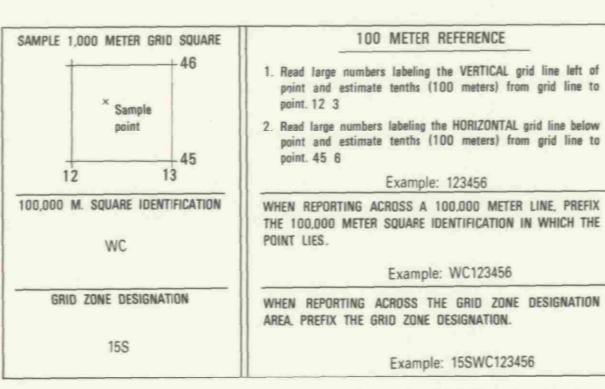 SAMPLE 1,000 METER GRID SQUARE
46
× Sample
point
45
12 13
100,000 M. SQUARE IDENTIFICATION
WC
GRID ZONE DESIGNATION
15S
100 METER REFERENCE
1. Read large numbers labeling the VERTICAL grid line left of
point and estimate tenths (100 meters) from grid line to
point. 12 3
2. Read large numbers labeling the HORIZONTAL grid line below
point and estimate tenths (100 meters) from grid line to
point. 45 6
Example: 123456
WHEN REPORTING ACROSS A 100,000 METER LINE, PREFIX
THE 100,000 METER SQUARE IDENTIFICATION IN WHICH THE
POINT LIES.
Example: WC123456
WHEN REPORTING ACROSS THE GRID ZONE DESIGNATION
AREA. PREFIX THE GRID ZONE DESIGNATION.
Example: 15SWC123456